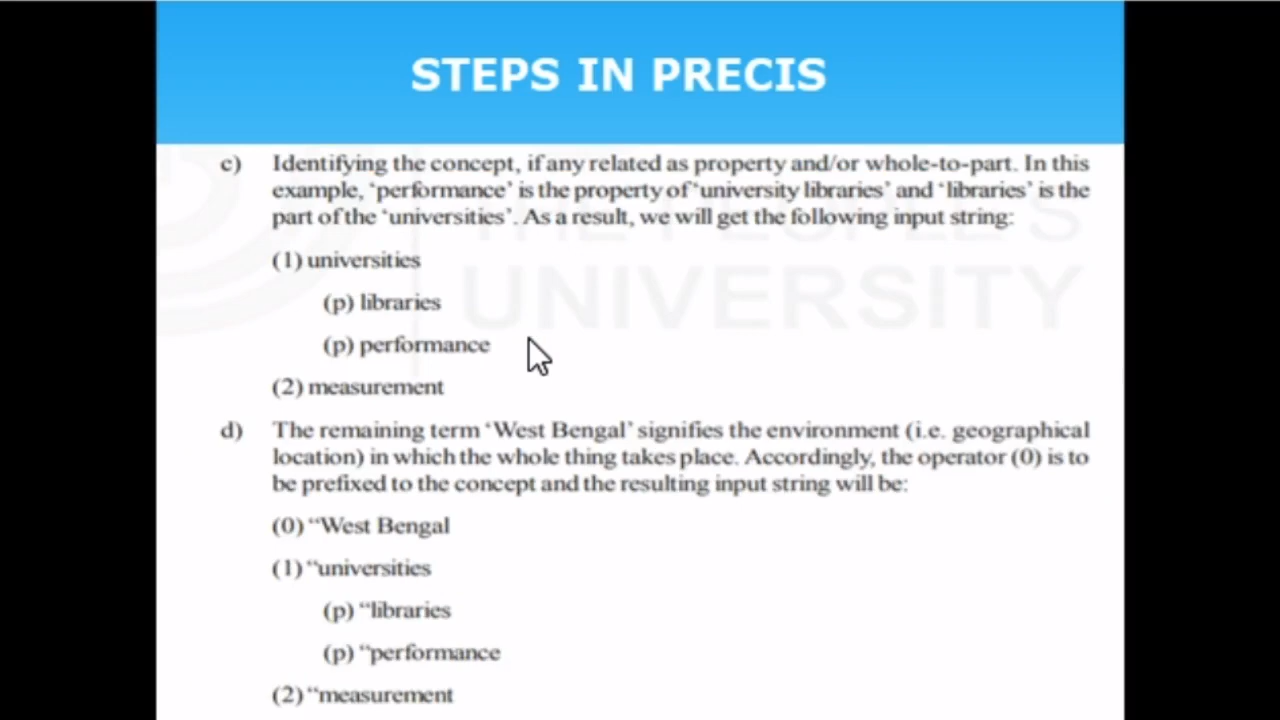 STEPS IN PRECIS
c) Identifying the concept, if any related as property and/or whole-to-part. In this
example, ‘performance’ is the property of ‘university libraries’ and ‘libraries’ is the
part of the ‘universities’. As a result, we will get the following input string:
(1) universities
(p) libraries
(p) performance
(2) measurement
d) The remaining term ‘West Bengal’ signifies the environment (i.e. geographical
location) in which the whole thing takes place. Accordingly, the operator (0) is to
be prefixed to the concept and the resulting input string will be:
(0) “West Bengal
(1) “universities
(p) “libraries
(p) “performance
(2) “measurement
THE PEOPLE'S
UNIVERSITY